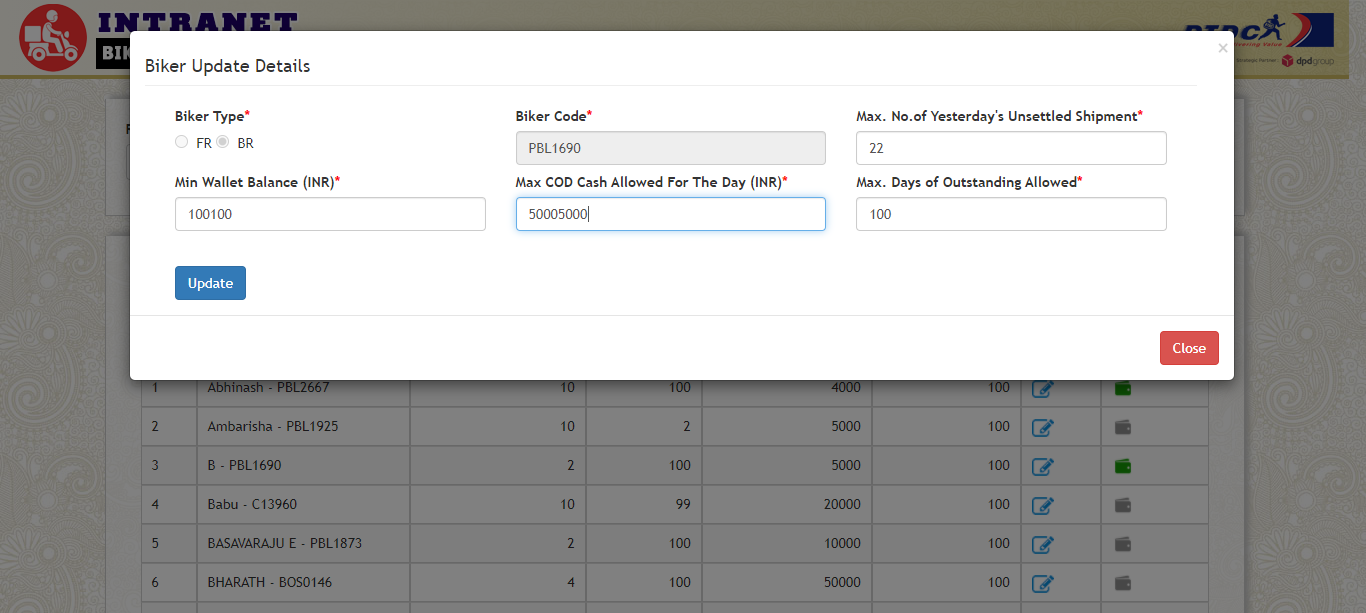 INTRANET
BIK
×
Biker Update Details
Biker Type* Biker Code* Max. No.of Yesterday's Unsettled Shipment*
FR BR PBL1690 22
Min Wallet Balance (INR)* Max COD Cash Allowed For The Day (INR)* Max. Days of Outstanding Allowed*
100100 50005000 100
Update
Close
1 Abhinash - PBL2667 10 100 4000 100
2 Ambarisha - PBL1925 10 2 5000 100
3 B - PBL1690 2 100 5000 100
4 Babu - C13960 10 99 20000 100
5 BASAVARAJU E - PBL1873 2 100 10000 100
6 BHARATH - BOS0146 4 100 50000 100
dpdgroup